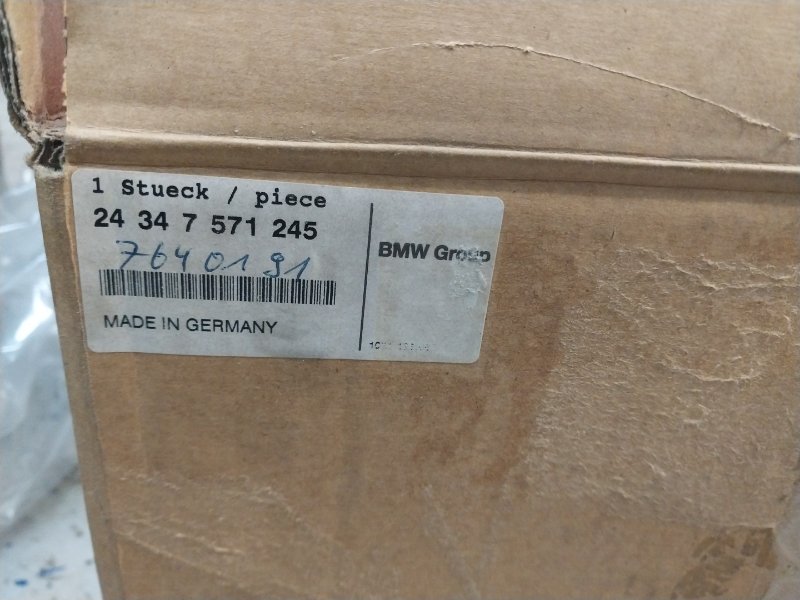 1 Stueck / piece
24 34 7 571 245
7640191
MADE IN GERMANY
BMW Group